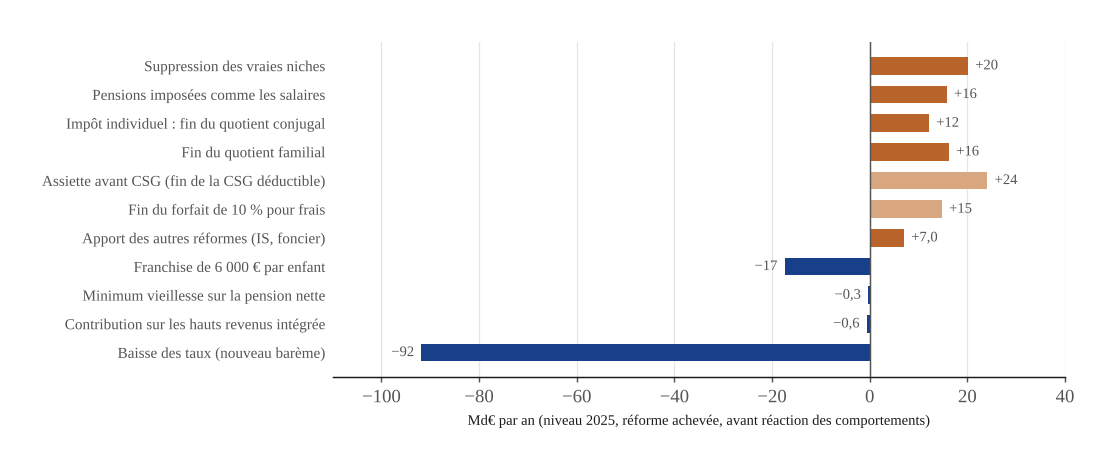 Suppression des vraies niches +20
Pensions imposées comme les salaires +16
Impôt individuel : fin du quotient conjugal +12
Fin du quotient familial +16
Assiette avant CSG (fin de la CSG déductible) +24
Fin du forfait de 10 % pour frais +15
Apport des autres réformes (IS, foncier) +7,0
Franchise de 6 000 € par enfant −17
Minimum vieillesse sur la pension nette −0,3
Contribution sur les hauts revenus intégrée −0,6
Baisse des taux (nouveau barème) −92
−100 −80 −60 −40 −20 0 20 40
Md€ par an (niveau 2025, réforme achevée, avant réaction des comportements)